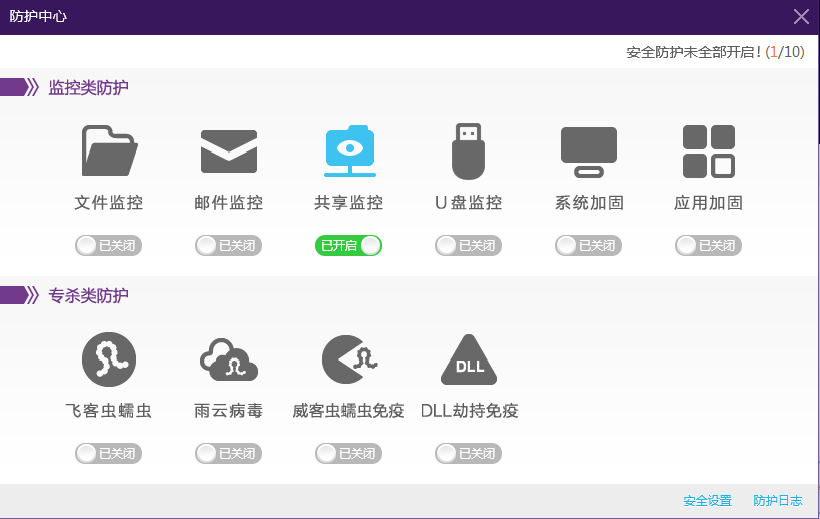 防护中心
安全防护未全部开启! (1/10)
监控类防护
文件监控 邮件监控 共享监控 U盘监控 系统加固 应用加固
已关闭 已关闭 已开启 已关闭 已关闭 已关闭
专杀类防护
DLL
飞客虫蠕虫 雨云病毒 威客虫蠕虫免疫 DLL劫持免疫
已关闭 已关闭 已关闭 已关闭
安全设置 防护日志